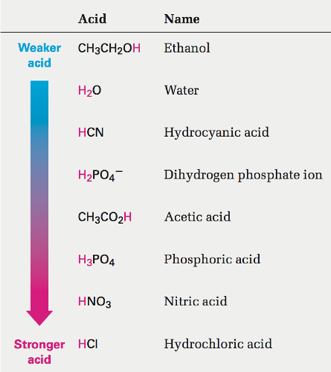 Acid Name
Weaker acid CH₃CH₂OH Ethanol
H₂O Water
HCN Hydrocyanic acid
H₂PO₄⁻ Dihydrogen phosphate ion
CH₃CO₂H Acetic acid
H₃PO₄ Phosphoric acid
HNO₃ Nitric acid
Stronger acid HCl Hydrochloric acid